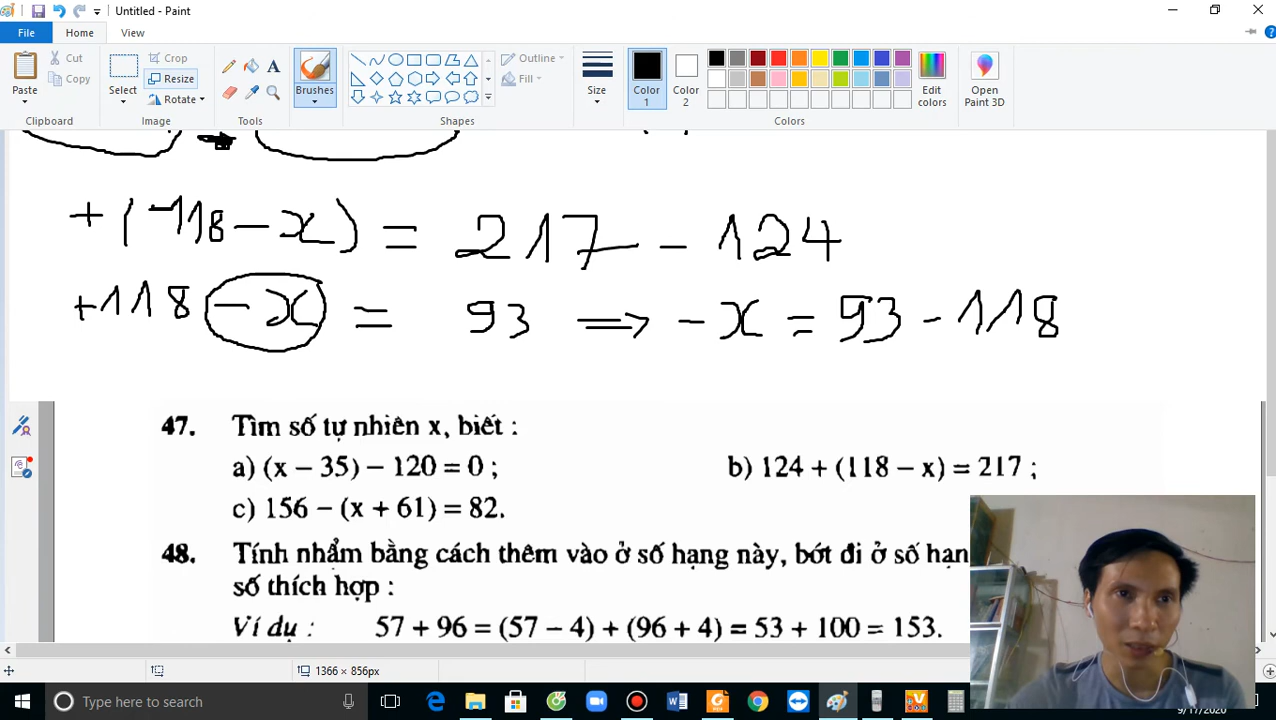 Untitled - Paint
File Home View
Paste Cut Copy Clipboard
Select Crop Resize Rotate Image
Tools
Brushes
Outline Fill Shapes
Size
Color 1 Color 2 Edit colors Colors
Open Paint 3D
+(118 - x) = 217 - 124
+118 - x = 93 ⇒ -x = 93 - 118
47. Tìm số tự nhiên x, biết :
a) (x – 35) – 120 = 0 ; b) 124 + (118 – x) = 217 ;
c) 156 – (x + 61) = 82.
48. Tính nhẩm bằng cách thêm vào ở số hạng này, bớt đi ở số hạn
số thích hợp :
Ví dụ : 57 + 96 = (57 – 4) + (96 + 4) = 53 + 100 = 153.
1366 × 856px
Type here to search
9/17/2020